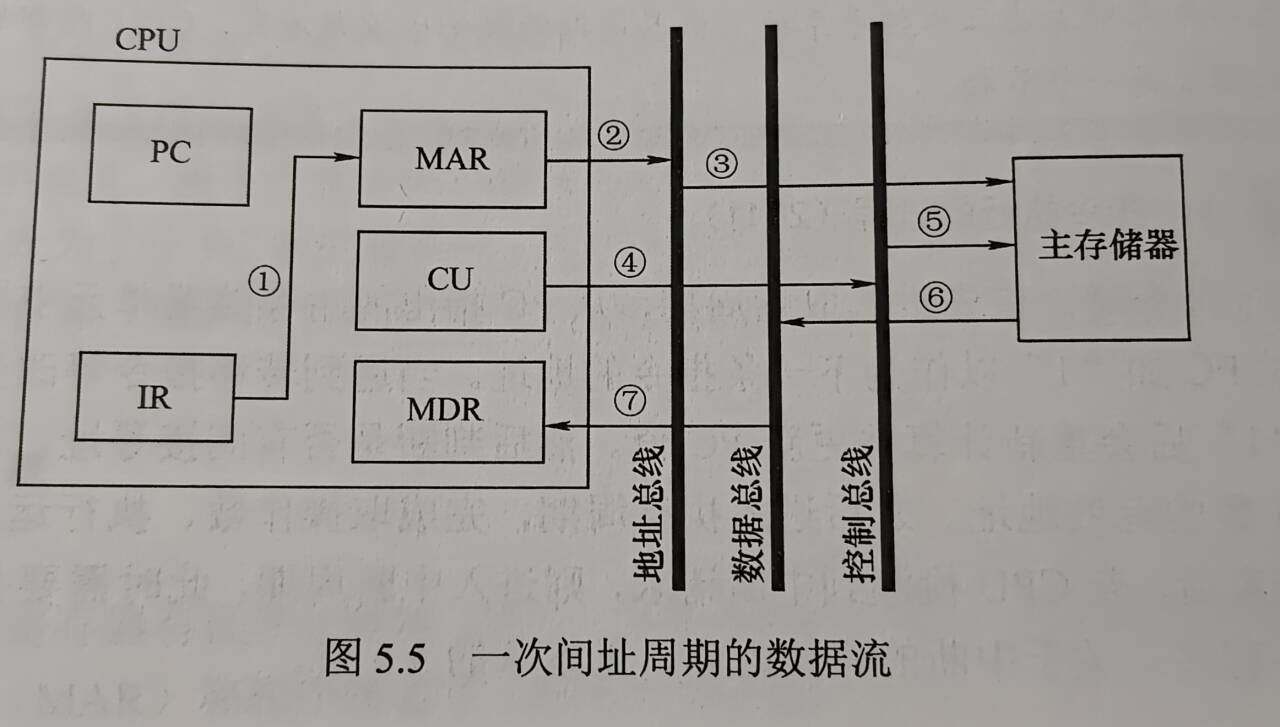 CPU
PC
MAR
②
③
①
CU
④
⑤
主存储器
⑥
IR
MDR
⑦
地址总线
数据总线
控制总线
图 5.5 一次间址周期的数据流